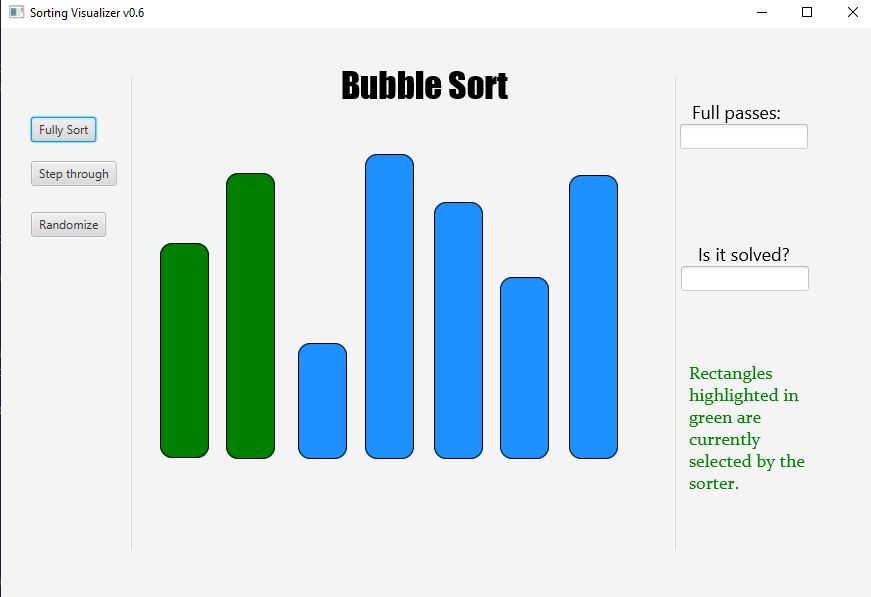 Sorting Visualizer v0.6
Bubble Sort
Fully Sort
Step through
Randomize
Full passes:
Is it solved?
Rectangles
highlighted in
green are
currently
selected by the
sorter.